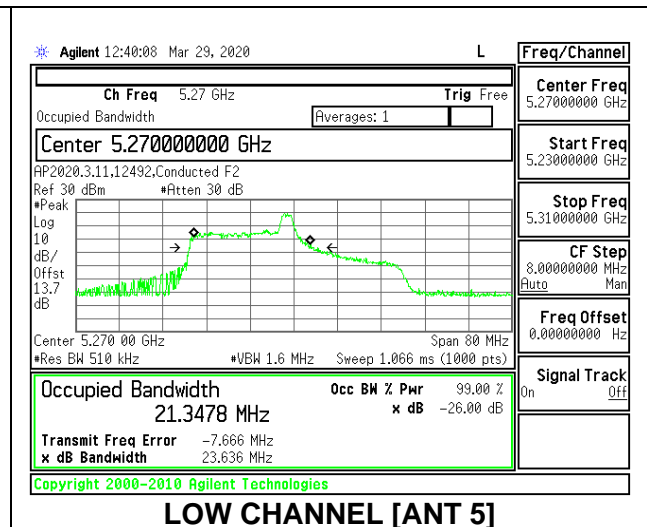 Agilent 12:40:08 Mar 29, 2020 L
Freq/Channel
Ch Freq 5.27 GHz Trig Free
Occupied Bandwidth Averages: 1
Center 5.270000000 GHz
AP2020.3.11,12492,Conducted F2
Ref 30 dBm #Atten 30 dB
#Peak
Log
10
dB/
Offst
13.7
dB
Center 5.270 00 GHz Span 80 MHz
#Res BW 510 kHz #VBW 1.6 MHz Sweep 1.066 ms (1000 pts)
Occupied Bandwidth Occ BW % Pwr 99.00 %
21.3478 MHz x dB -26.00 dB
Transmit Freq Error -7.666 MHz
x dB Bandwidth 23.636 MHz
Copyright 2000-2010 Agilent Technologies
Center Freq
5.27000000 GHz
Start Freq
5.23000000 GHz
Stop Freq
5.31000000 GHz
CF Step
8.00000000 MHz
Auto Man
Freq Offset
0.00000000 Hz
Signal Track
On Off
LOW CHANNEL [ANT 5]